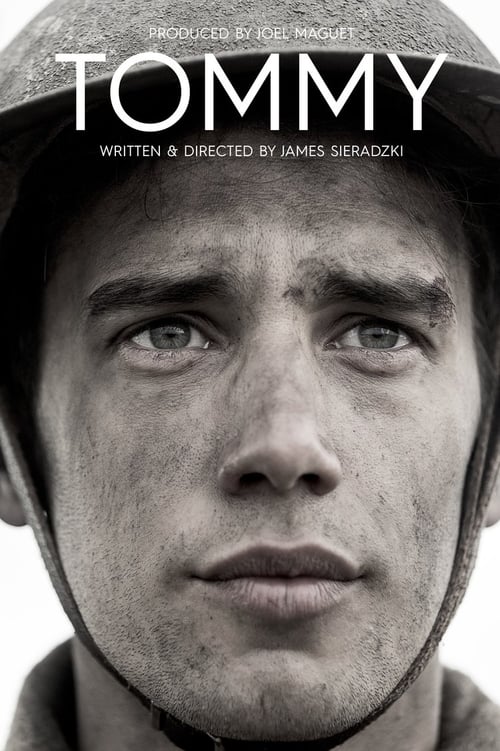 PRODUCED BY JOEL MAGUET
TOMMY
WRITTEN & DIRECTED BY JAMES SIERADZKI